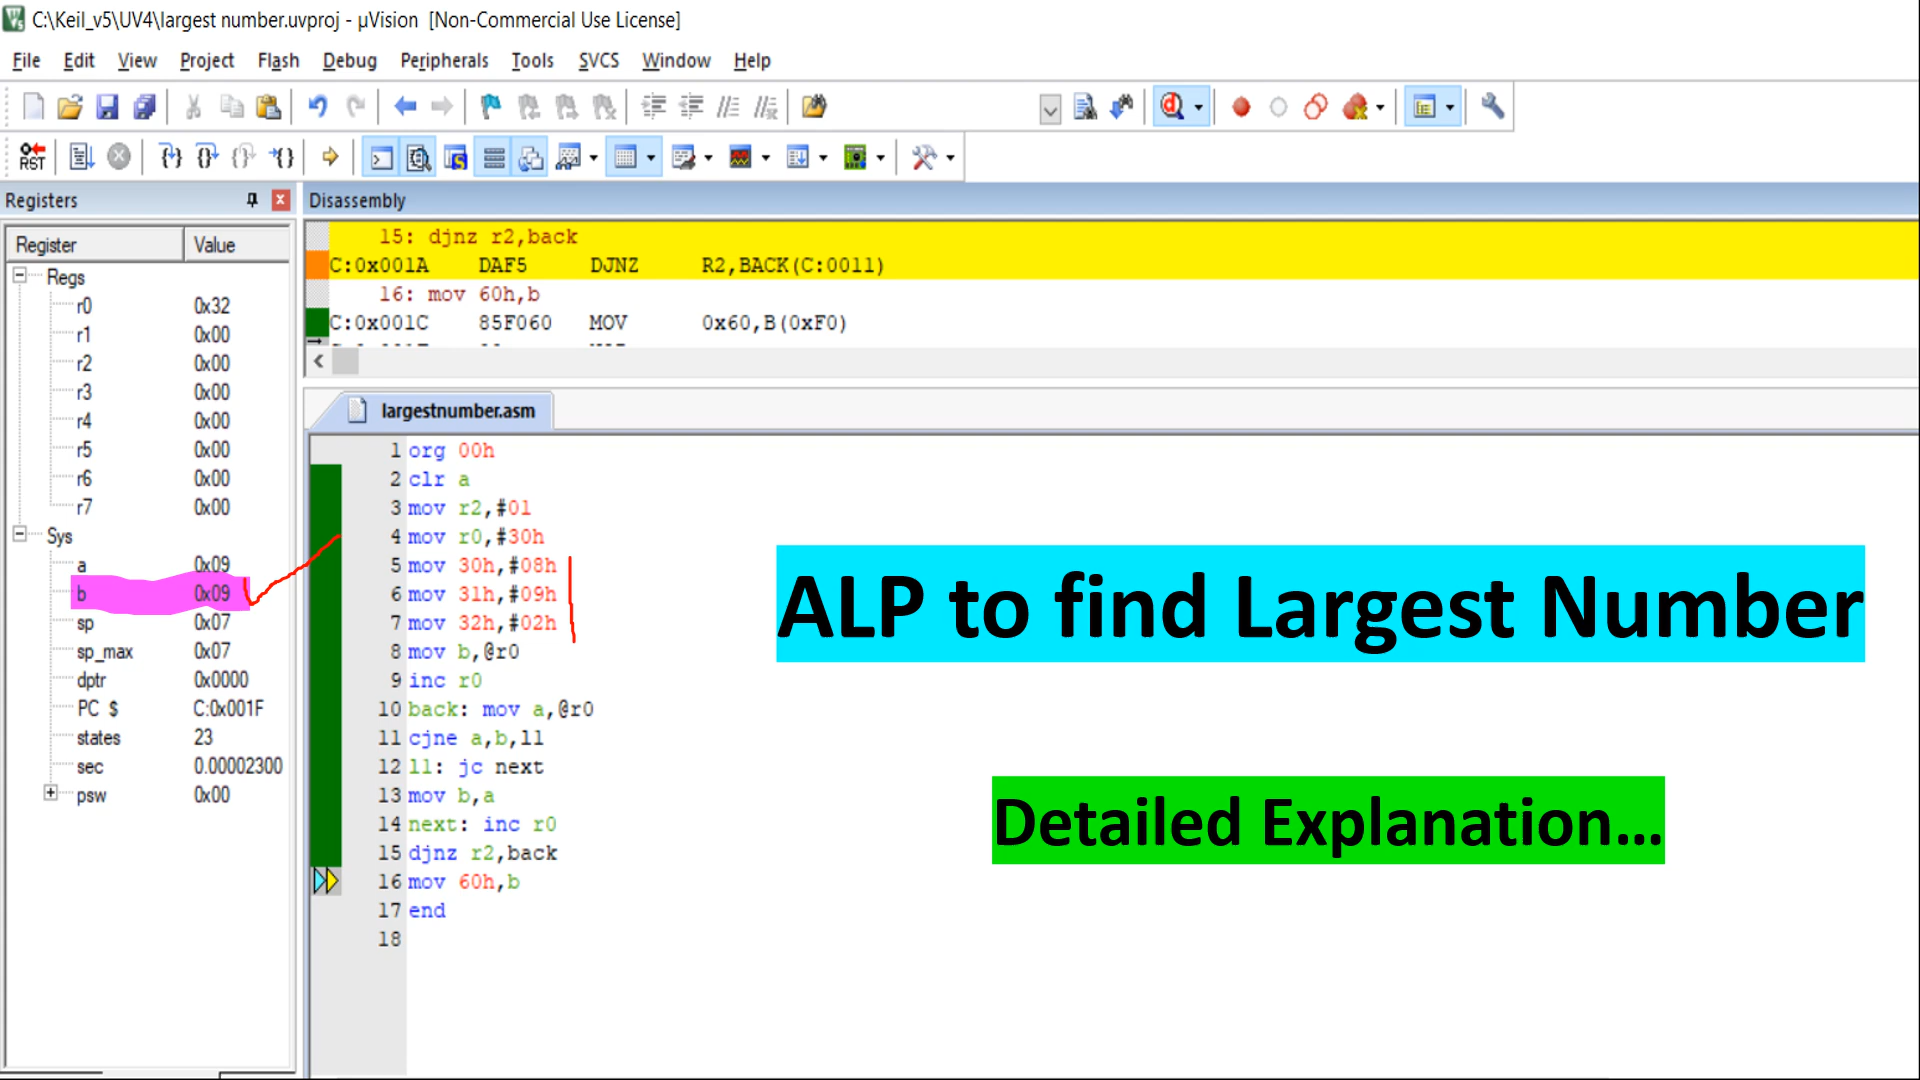 C:\Keil_v5\UV4\largest number.uvproj - µVision [Non-Commercial Use License]
File Edit View Project Flash Debug Peripherals Tools SVCS Window Help
RST
Registers
Register Value
Regs
r0 0x32
r1 0x00
r2 0x00
r3 0x00
r4 0x00
r5 0x00
r6 0x00
r7 0x00
Sys
a 0x09
b 0x09
sp 0x07
sp_max 0x07
dptr 0x0000
PC $ C:0x001F
states 23
sec 0.00002300
psw 0x00
Disassembly
15: djnz r2,back
C:0x001A DAF5 DJNZ R2,BACK(C:0011)
16: mov 60h,b
C:0x001C 85F060 MOV 0x60,B(0xF0)
largestnumber.asm
1 org 00h
2 clr a
3 mov r2,#01
4 mov r0,#30h
5 mov 30h,#08h
6 mov 31h,#09h
7 mov 32h,#02h
8 mov b,@r0
9 inc r0
10 back: mov a,@r0
11 cjne a,b,l1
12 l1: jc next
13 mov b,a
14 next: inc r0
15 djnz r2,back
16 mov 60h,b
17 end
18
ALP to find Largest Number
Detailed Explanation...